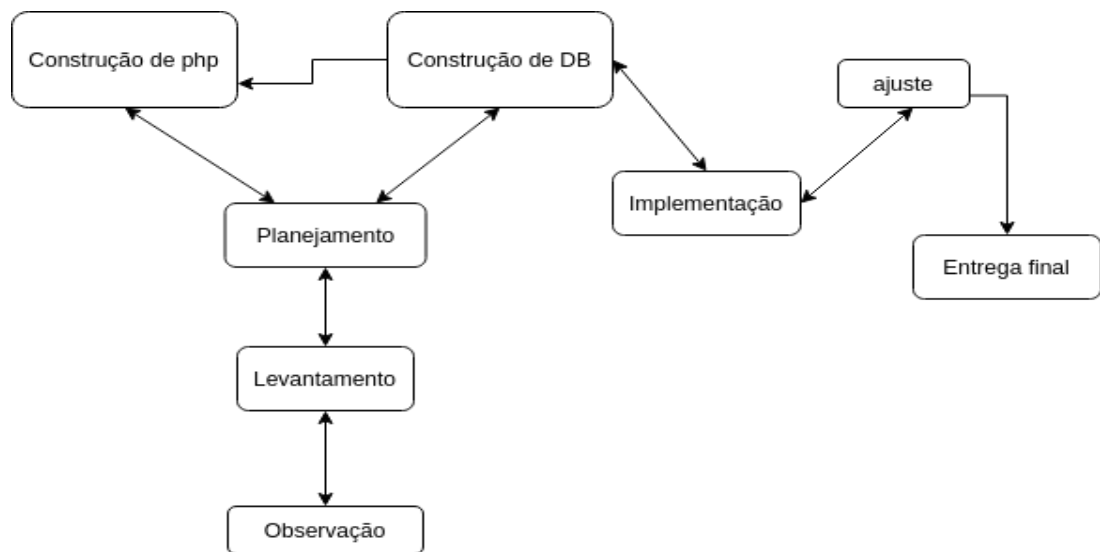 Construção de php
Construção de DB
ajuste
Implementação
Planejamento
Entrega final
Levantamento
Observação